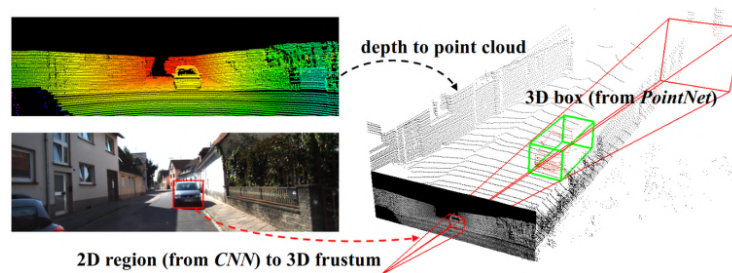 depth to point cloud
3D box (from PointNet)
2D region (from CNN) to 3D frustum